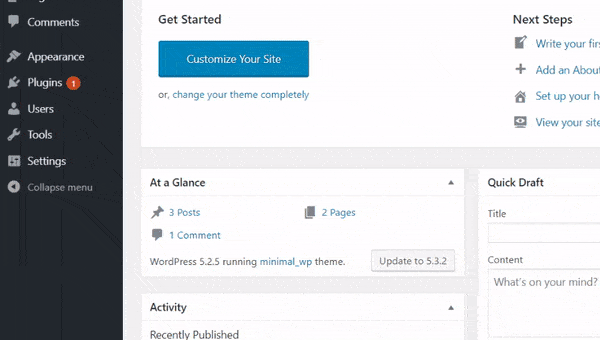 Comments
Appearance
Plugins 1
Users
Tools
Settings
Collapse menu
Get Started
Customize Your Site
or, change your theme completely
Next Steps
Write your firs
Add an Abou
Set up your h
View your site
At a Glance
3 Posts
2 Pages
1 Comment
WordPress 5.2.5 running minimal_wp theme.
Update to 5.3.2
Activity
Recently Published
Quick Draft
Title
Content
What's on your mind?